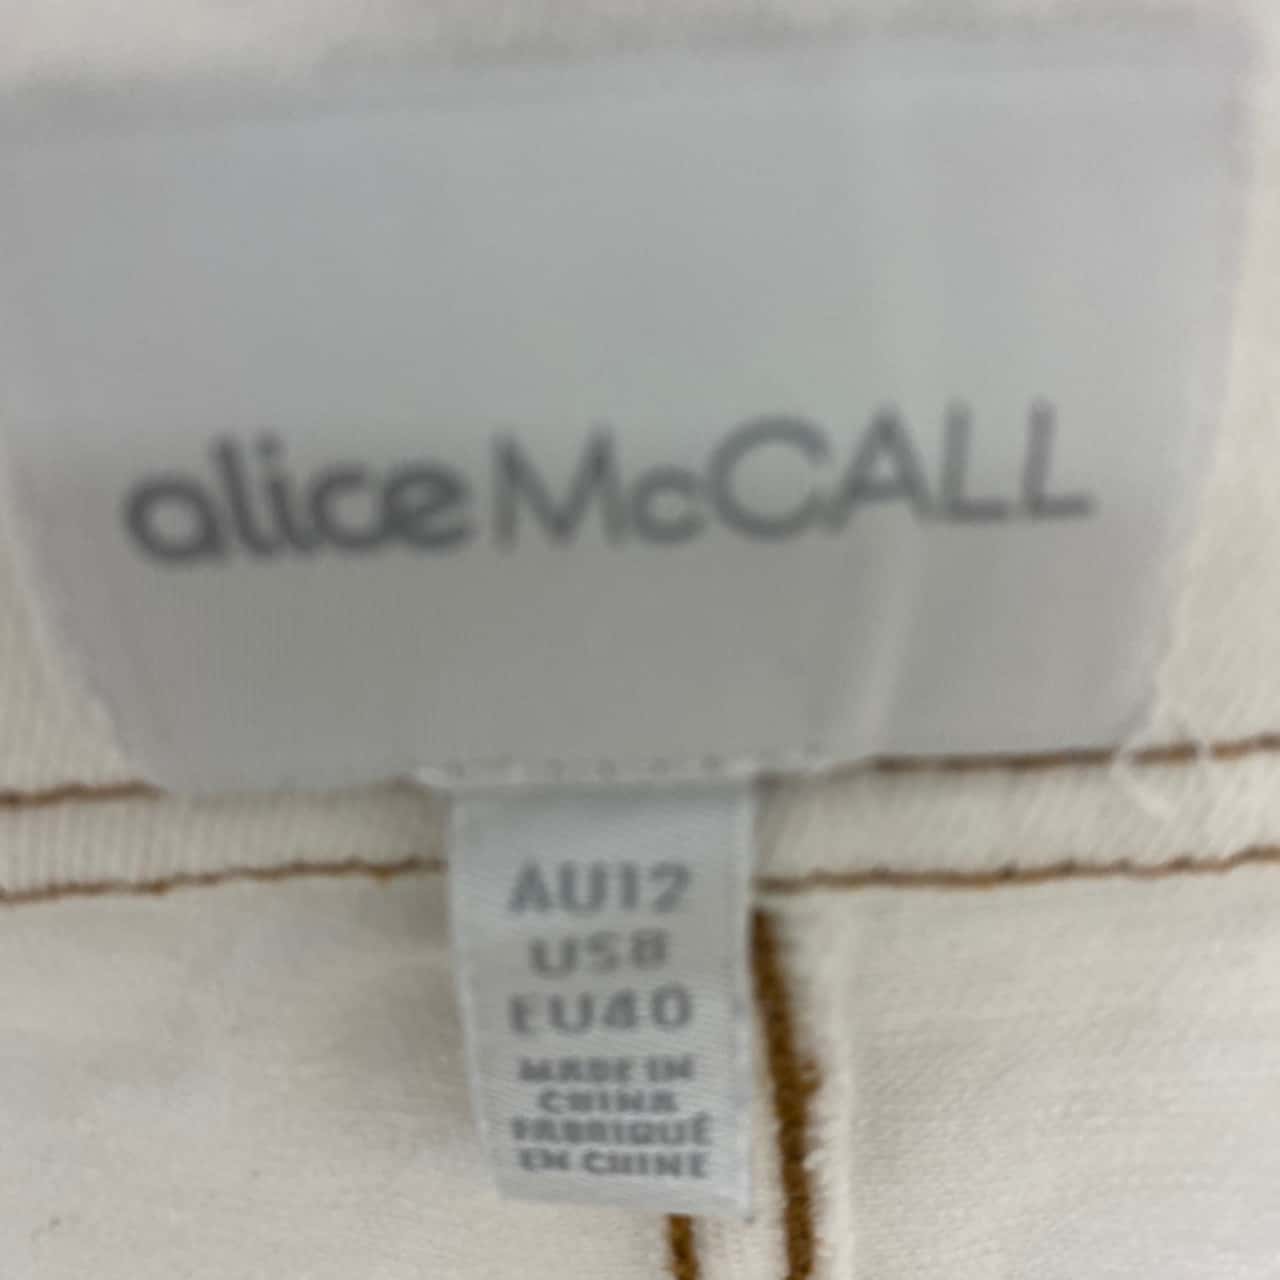 alice McCALL
AU12
US8
EU40
MADE IN
CHINA
FABRIQUÉ
EN CHINE